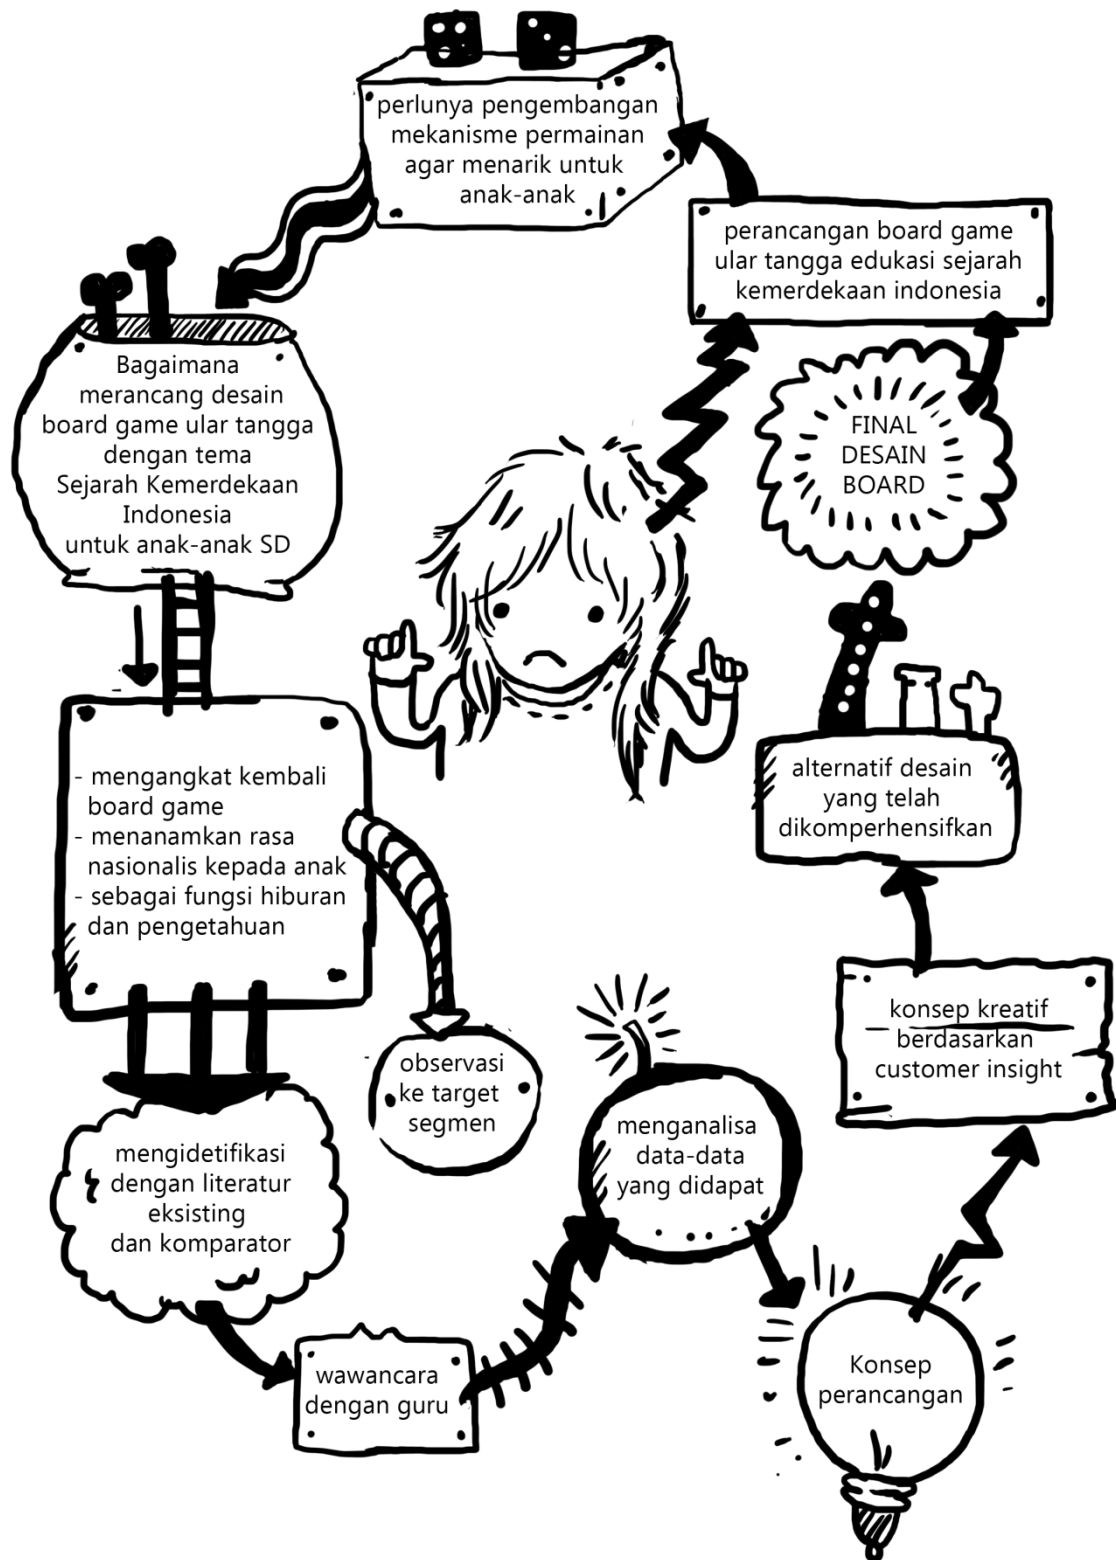 perlunya pengembangan
mekanisme permainan
agar menarik untuk
anak-anak
perancangan board game
ular tangga edukasi sejarah
kemerdekaan indonesia
Bagaimana
merancang desain
board game ular tangga
dengan tema
Sejarah Kemerdekaan
Indonesia
untuk anak-anak SD
FINAL
DESAIN
BOARD
- mengangkat kembali
board game
- menanamkan rasa
nasionalis kepada anak
- sebagai fungsi hiburan
dan pengetahuan
alternatif desain
yang telah
dikomperhensifkan
observasi
ke target
segmen
konsep kreatif
berdasarkan
customer insight
mengidetifikasi
dengan literatur
eksisting
dan komparator
menganalisa
data-data
yang didapat
wawancara
dengan guru
Konsep
perancangan